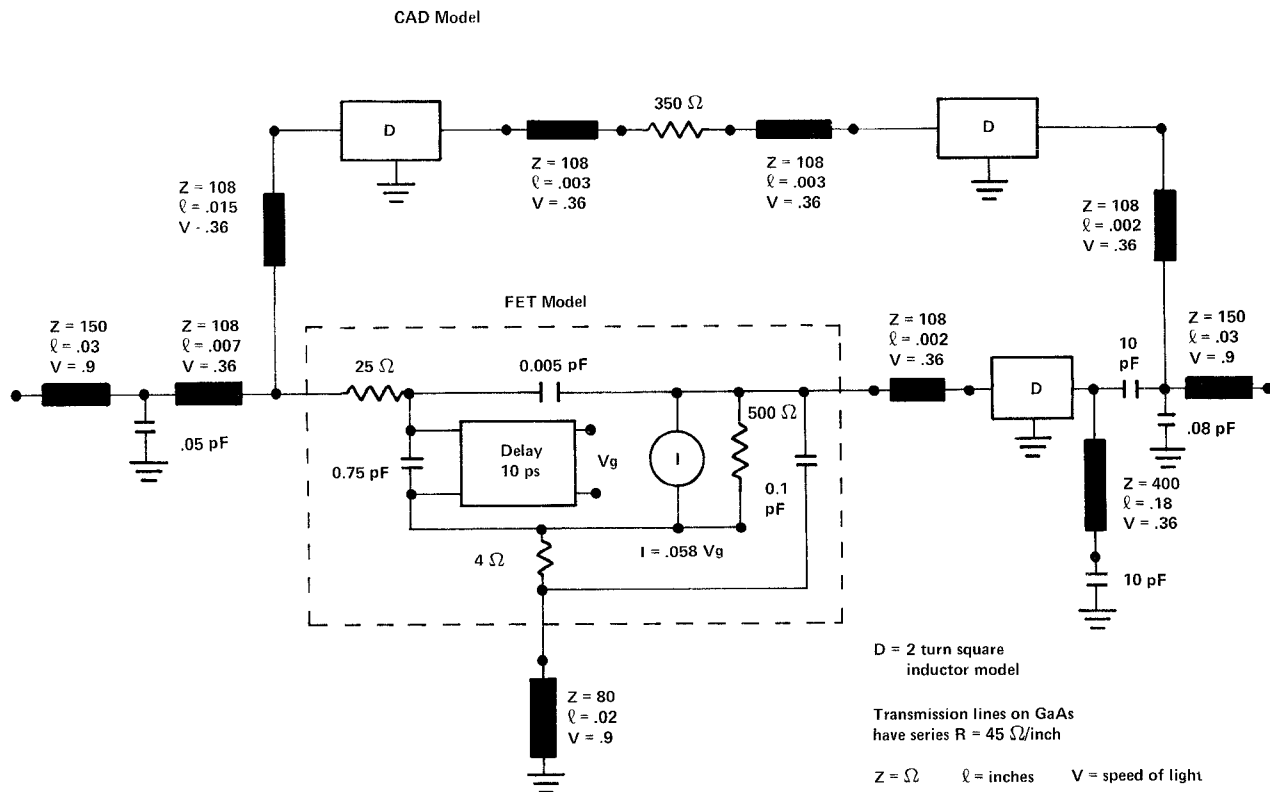 CAD Model
D
Z = 108
ℓ = .003
V = .36
350 Ω
Z = 108
ℓ = .003
V = .36
D
Z = 108
ℓ = .015
V - .36
Z = 108
ℓ = .002
V = .36
FET Model
Z = 150
ℓ = .03
V = .9
Z = 108
ℓ = .007
V = .36
.05 pF
25 Ω
0.005 pF
0.75 pF
Delay
10 ps
Vg
I
500 Ω
0.1
pF
4 Ω
I = .058 Vg
Z = 80
ℓ = .02
V = .9
Z = 108
ℓ = .002
V = .36
D
10
pF
Z = 150
ℓ = .03
V = .9
.08 pF
Z = 400
ℓ = .18
V = .36
10 pF
D = 2 turn square
inductor model
Transmission lines on GaAs
have series R = 45 Ω/inch
Z = Ω ℓ = inches V = speed of light